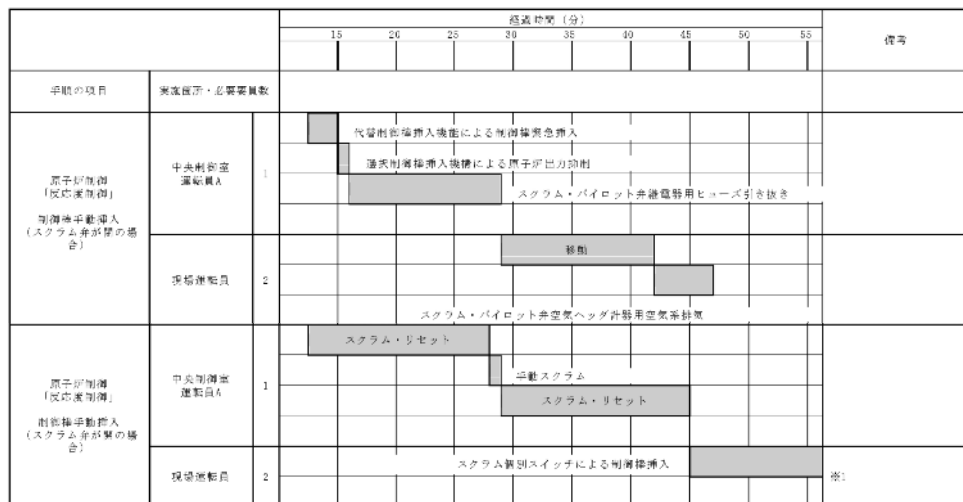 経過時間（分）
備考
15 20 25 30 35 40 45 50 55
手順の項目
実施箇所・必要要員数
代替制御棒挿入機能による制御棒緊急挿入
選択制御棒挿入機構による原子炉出力抑制
スクラム・パイロット弁継電器用ヒューズ引き抜き
中央制御室
運転員A
1
原子炉制御
「反応度制御」
制御棒手動挿入
(スクラム弁が閉の場
合)
移動
現場運転員
2
スクラム・パイロット弁空気ヘッダ計器用空気系排気
スクラム・リセット
手動スクラム
スクラム・リセット
中央制御室
運転員A
1
原子炉制御
「反応度制御」
制御棒手動挿入
(スクラム弁が開の場
合)
スクラム個別スイッチによる制御棒挿入
現場運転員
2
※1